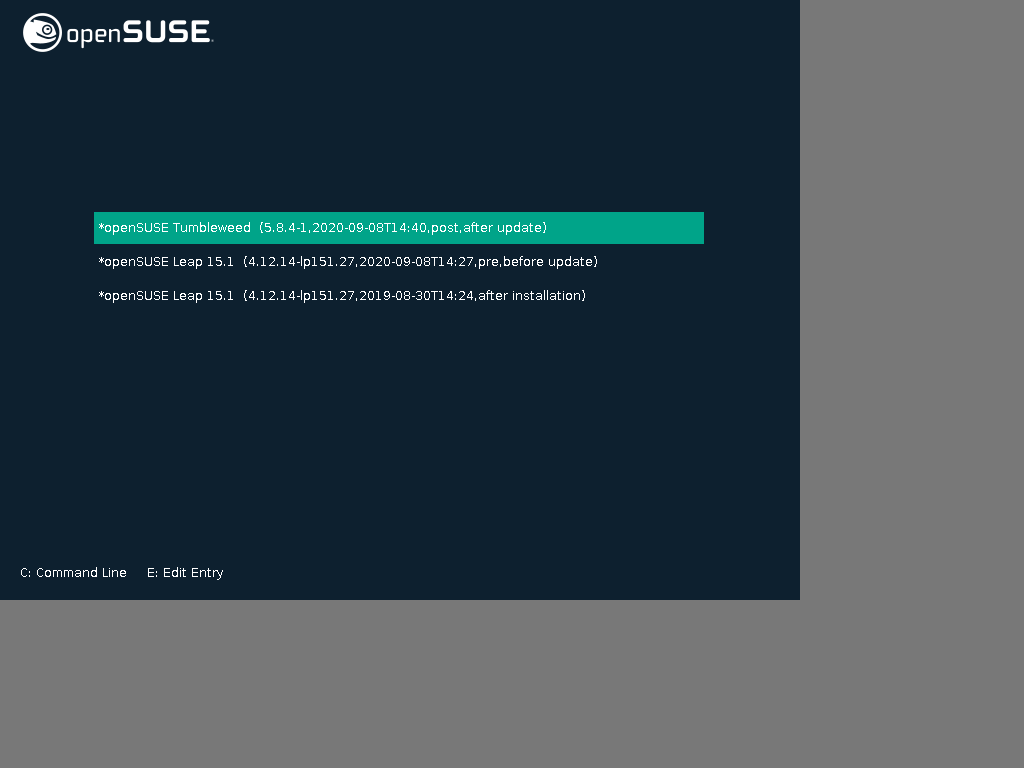 openSUSE.
*openSUSE Tumbleweed (5.8.4-1,2020-09-08T14:40,post,after update)
*openSUSE Leap 15.1 (4.12.14-lp151.27,2020-09-08T14:27,pre,before update)
*openSUSE Leap 15.1 (4.12.14-lp151.27,2019-08-30T14:24,after installation)
C: Command Line E: Edit Entry